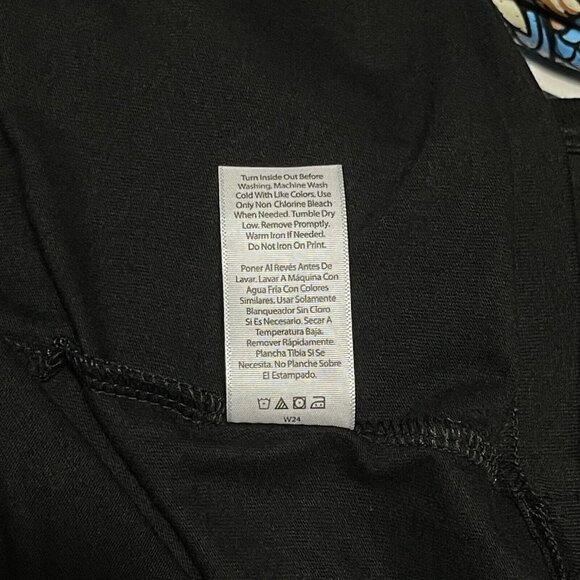 Turn Inside Out Before
Washing. Machine Wash
Cold With Like Colors. Use
Only Non Chlorine Bleach
When Needed. Tumble Dry
Low. Remove Promptly.
Warm Iron If Needed.
Do Not Iron On Print.
Poner Al Revés Antes De
Lavar. Lavar A Máquina Con
Agua Fría Con Colores
Similares. Usar Solamente
Blanqueador Sin Cloro
Si Es Necesario. Secar A
Temperatura Baja.
Remover Rápidamente.
Plancha Tibia Si Se
Necesita. No Planche Sobre
El Estampado.
W24